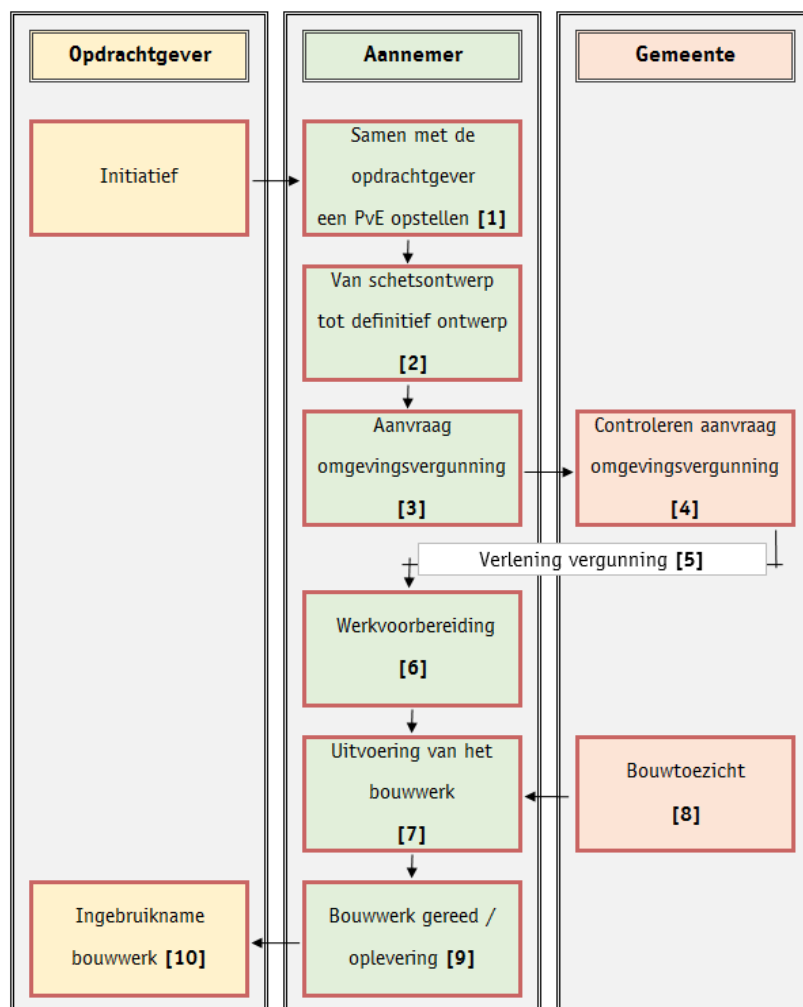 Opdrachtgever
Aannemer
Gemeente
Initiatief
Samen met de
opdrachtgever
een PvE opstellen [1]
Van schetsontwerp
tot definitief ontwerp
[2]
Aanvraag
omgevingsvergunning
[3]
Controleren aanvraag
omgevingsvergunning
[4]
Verlening vergunning [5]
Werkvoorbereiding
[6]
Uitvoering van het
bouwwerk
[7]
Bouwtoezicht
[8]
Ingebruikname
bouwwerk [10]
Bouwwerk gereed /
oplevering [9]